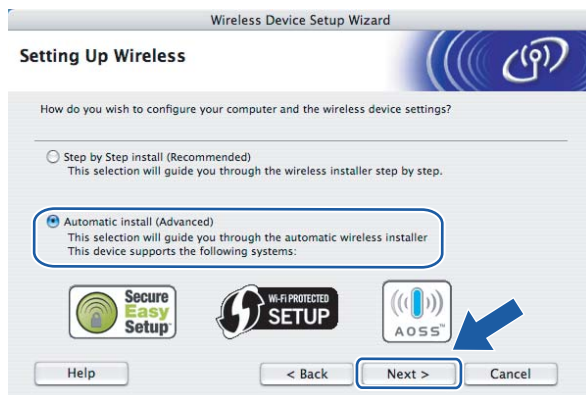 Wireless Device Setup Wizard
Setting Up Wireless
How do you wish to configure your computer and the wireless device settings?
Step by Step install (Recommended)
This selection will guide you through the wireless installer step by step.
Automatic install (Advanced)
This selection will guide you through the automatic wireless installer
This device supports the following systems:
Secure
Easy
Setup
Wi-Fi PROTECTED
SETUP
AOSS™
Help
< Back
Next >
Cancel